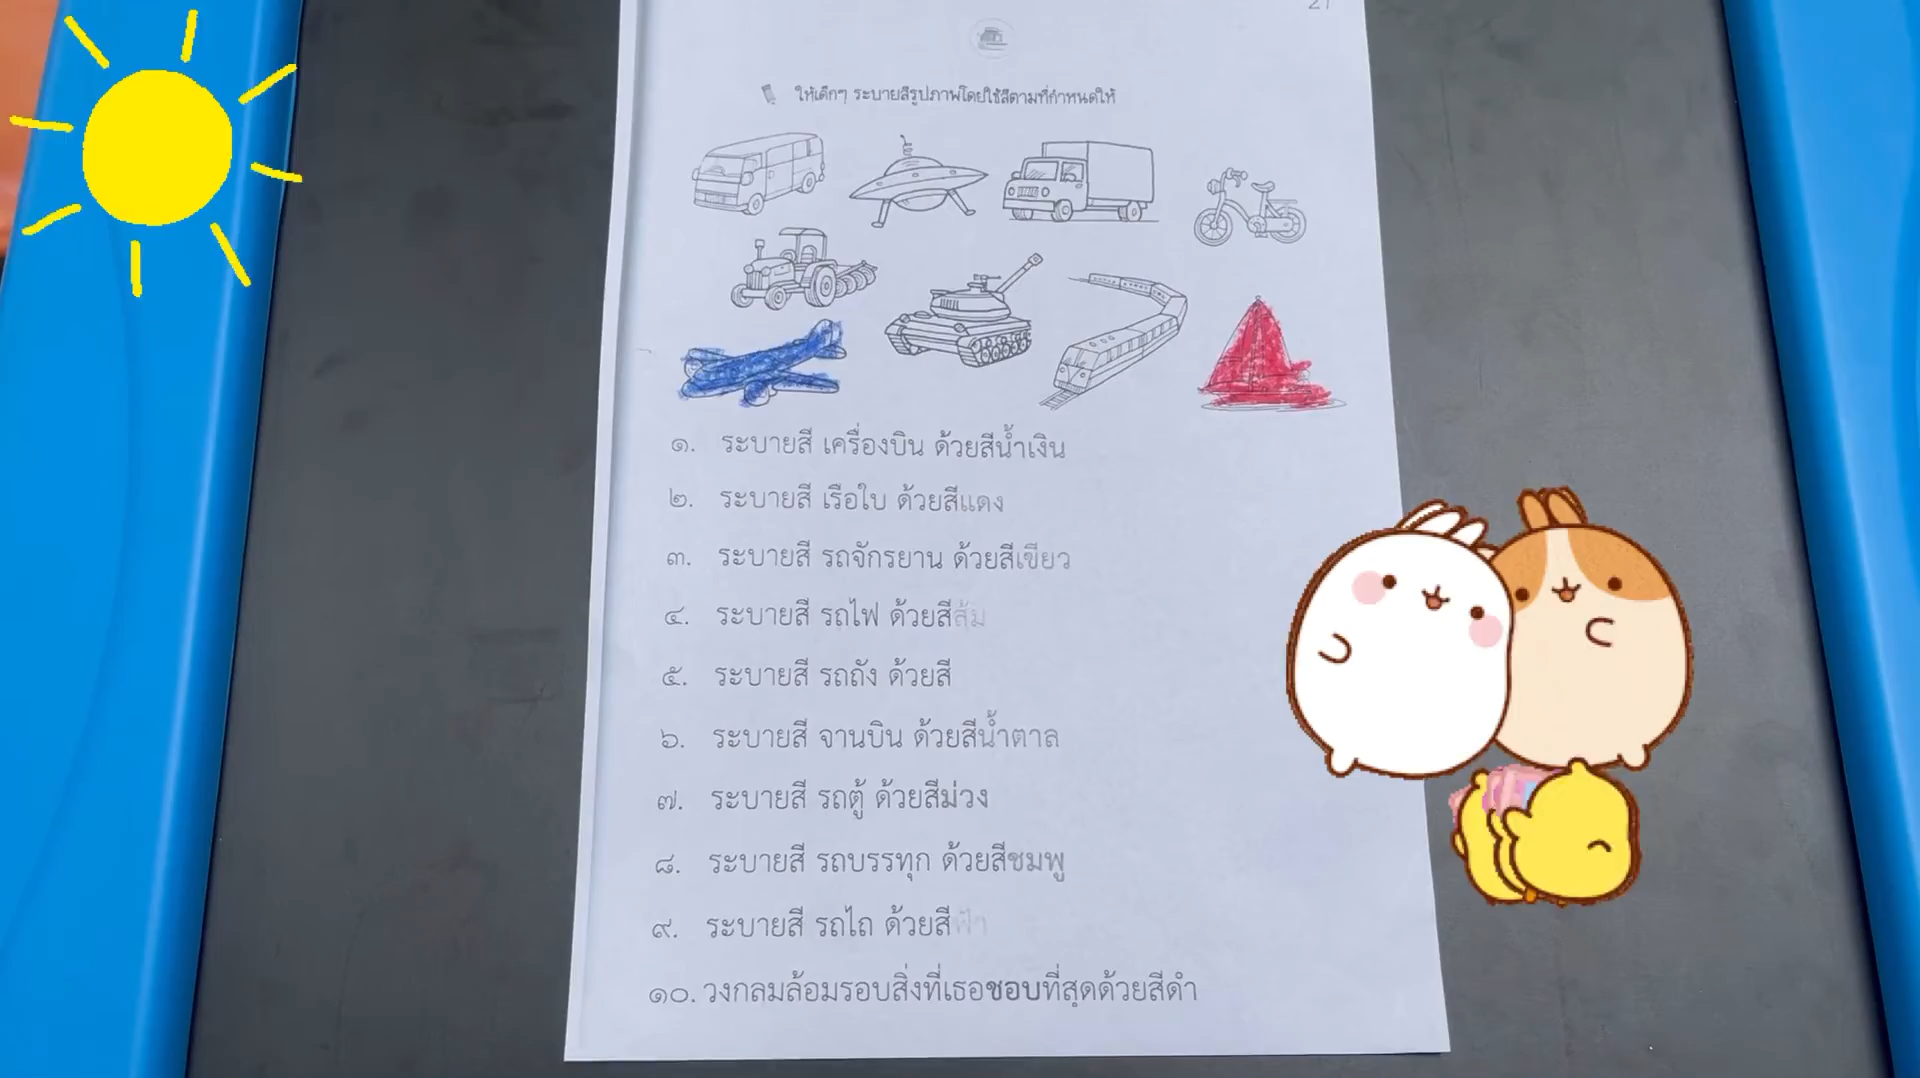 27
ให้เด็กๆ ระบายสีรูปภาพโดยใช้สีตามที่กำหนดให้
๑. ระบายสี เครื่องบิน ด้วยสีน้ำเงิน
๒. ระบายสี เรือใบ ด้วยสีแดง
๓. ระบายสี รถจักรยาน ด้วยสีเขียว
๔. ระบายสี รถไฟ ด้วยสีส้ม
๕. ระบายสี รถถัง ด้วยสี
๖. ระบายสี จานบิน ด้วยสีน้ำตาล
๗. ระบายสี รถตู้ ด้วยสีม่วง
๘. ระบายสี รถบรรทุก ด้วยสีชมพู
๙. ระบายสี รถไถ ด้วยสีฟ้า
๑๐. วงกลมล้อมรอบสิ่งที่เธอชอบที่สุดด้วยสีดำ